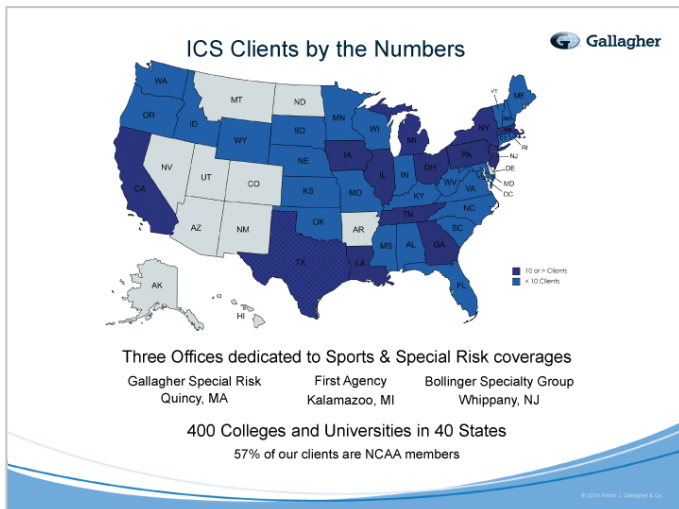 ICS Clients by the Numbers
Gallagher
WA
OR
ID
MT
ND
MN
SD
WY
NE
NV
UT
CO
KS
CA
AZ
NM
OK
TX
IA
MO
AR
LA
WI
IL
MI
IN
OH
KY
TN
MS
AL
GA
FL
SC
NC
VA
WV
PA
NY
VT
ME
RI
NJ
DE
MD
DC
AK
HI
10 or > Clients
< 10 Clients
Three Offices dedicated to Sports & Special Risk coverages
Gallagher Special Risk
Quincy, MA
First Agency
Kalamazoo, MI
Bollinger Specialty Group
Whippany, NJ
400 Colleges and Universities in 40 States
57% of our clients are NCAA members
© 2014 Arthur J. Gallagher & Co.